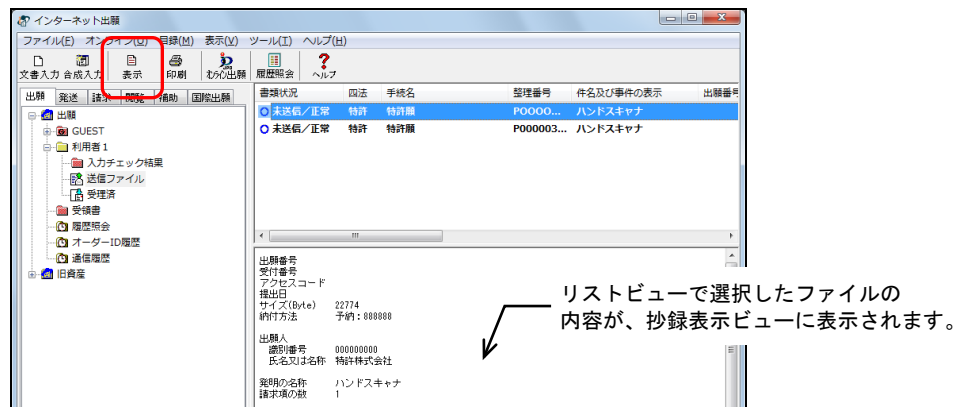 インターネット出願
ファイル(F) オンライン(O) 目録(M) 表示(V) ツール(T) ヘルプ(H)
文書入力 合成入力 表示 印刷 むらくむ出願 履歴照会 ヘルプ
出願 発送 請求 閲覧 補助 国際出願
書類状況 四法 手続名 整理番号 件名及び事件の表示 出願番号
出願
未送信/正常 特許 特許願 P0000... ハンドスキャナ
GUEST
未送信/正常 特許 特許願 P000003... ハンドスキャナ
利用者1
入力チェック結果
送信ファイル
受理済
受領書
履歴照会
オーダーID履歴
通信履歴
旧資産
出願番号
受付番号
アクセスコード
提出日
サイズ(Byte) 22774
納付方法 予納:888888
出願人
識別番号 000000000
氏名又は名称 特許株式会社
発明の名称 ハンドスキャナ
請求項の数 1
リストビューで選択したファイルの
内容が、抄録表示ビューに表示されます。